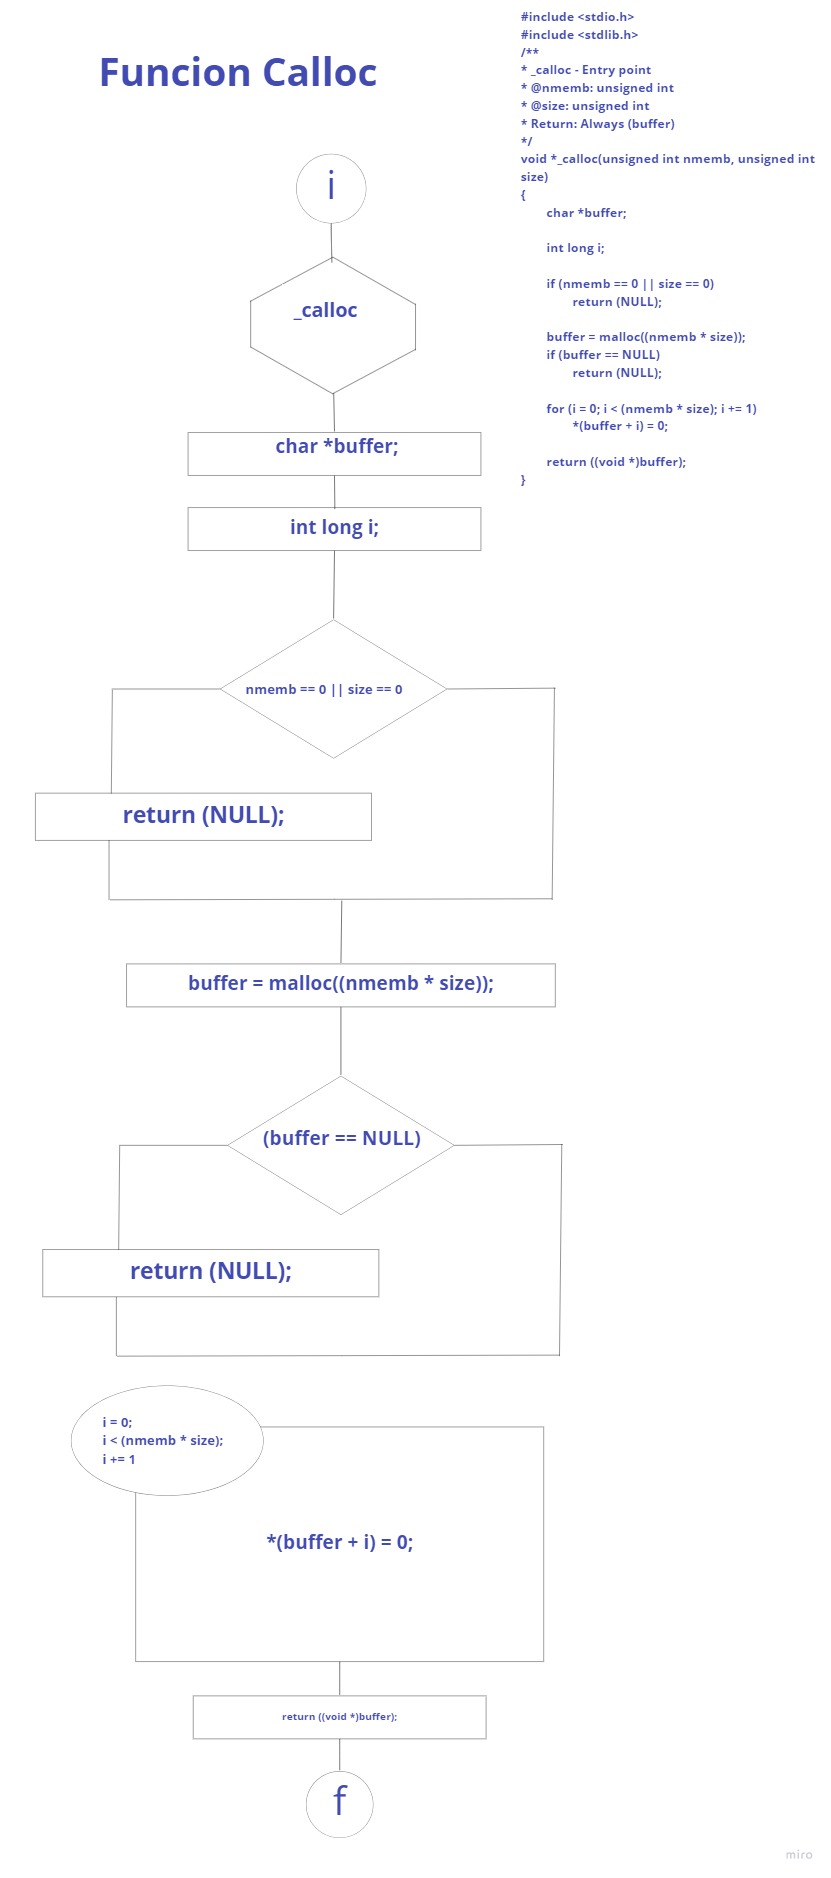 Funcion Calloc
#include <stdio.h>
#include <stdlib.h>
/**
* _calloc - Entry point
* @nmemb: unsigned int
* @size: unsigned int
* Return: Always (buffer)
*/
void *_calloc(unsigned int nmemb, unsigned int
size)
{
char *buffer;
int long i;
if (nmemb == 0 || size == 0)
return (NULL);
buffer = malloc((nmemb * size));
if (buffer == NULL)
return (NULL);
for (i = 0; i < (nmemb * size); i += 1)
*(buffer + i) = 0;
return ((void *)buffer);
}
i
_calloc
char *buffer;
int long i;
nmemb == 0 || size == 0
return (NULL);
buffer = malloc((nmemb * size));
(buffer == NULL)
return (NULL);
i = 0;
i < (nmemb * size);
i += 1
*(buffer + i) = 0;
return ((void *)buffer);
f
miro